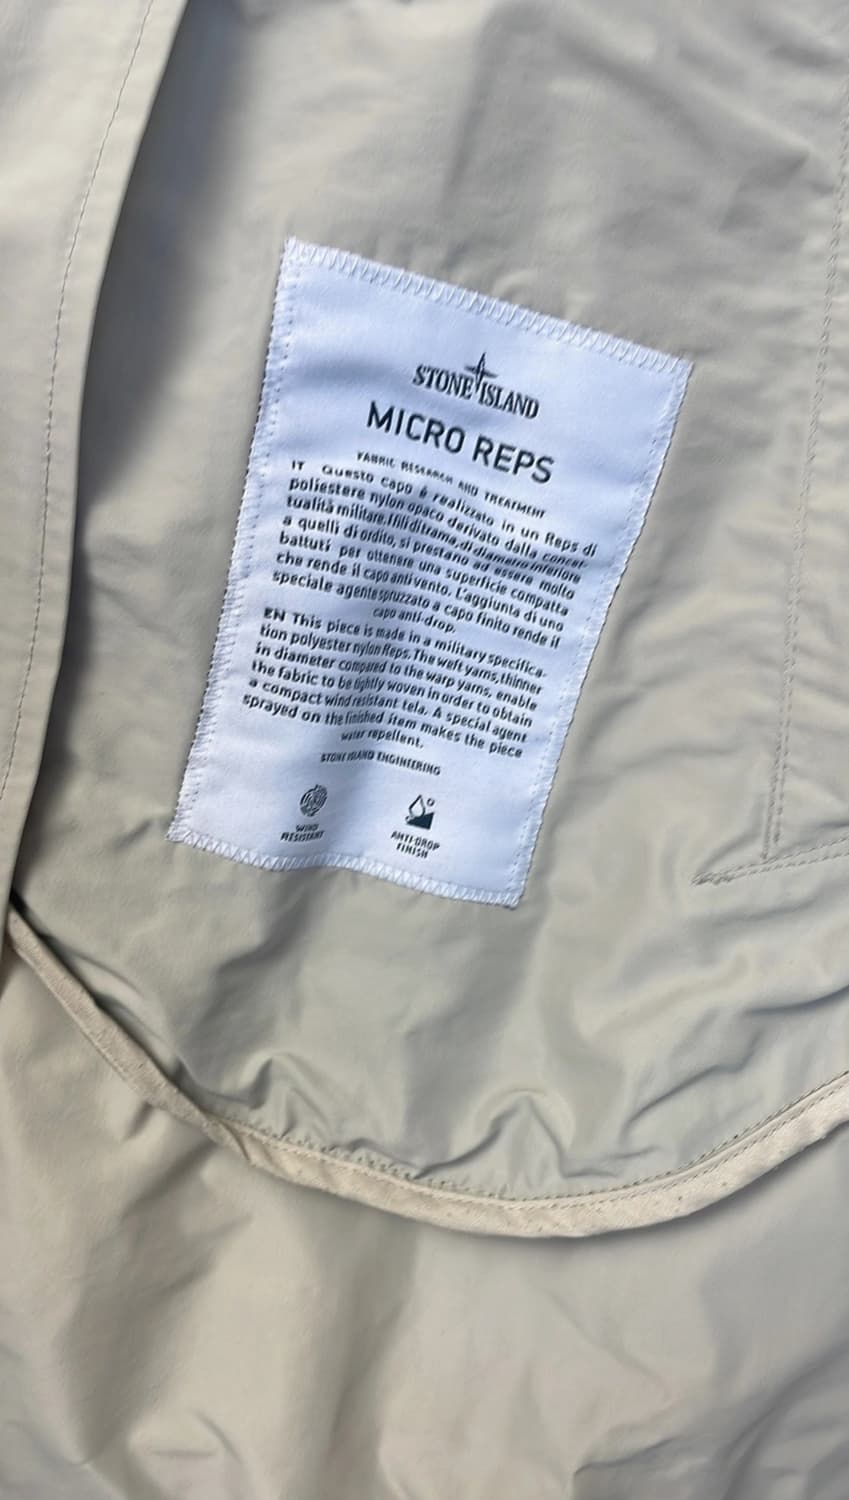 STONE ISLAND
MICRO REPS
FABRIC RESEARCH AND TREATMENT
IT Questo capo è realizzato in un Reps di
poliestere nylon opaco derivato dalla concet-
tualità militare. I fili di trama, di diametro inferiore
a quelli di ordito, si prestano ad essere molto
battuti per ottenere una superficie compatta
che rende il capo antivento. L'aggiunta di uno
speciale agente spruzzato a capo finito rende il
capo anti-drop.
EN This piece is made in a military specifica-
tion polyester nylon Reps. The weft yarns, thinner
in diameter compared to the warp yarns, enable
the fabric to be tightly woven in order to obtain
a compact wind resistant tela. A special agent
sprayed on the finished item makes the piece
water repellent.
STONE ISLAND ENGINEERING
WIND
RESISTANT
ANTI-DROP
FINISH